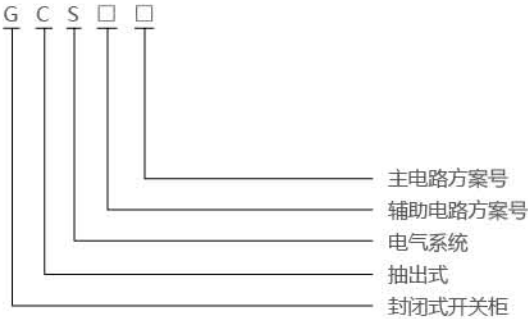 G C S □ □
主电路方案号
辅助电路方案号
电气系统
抽出式
封闭式开关柜